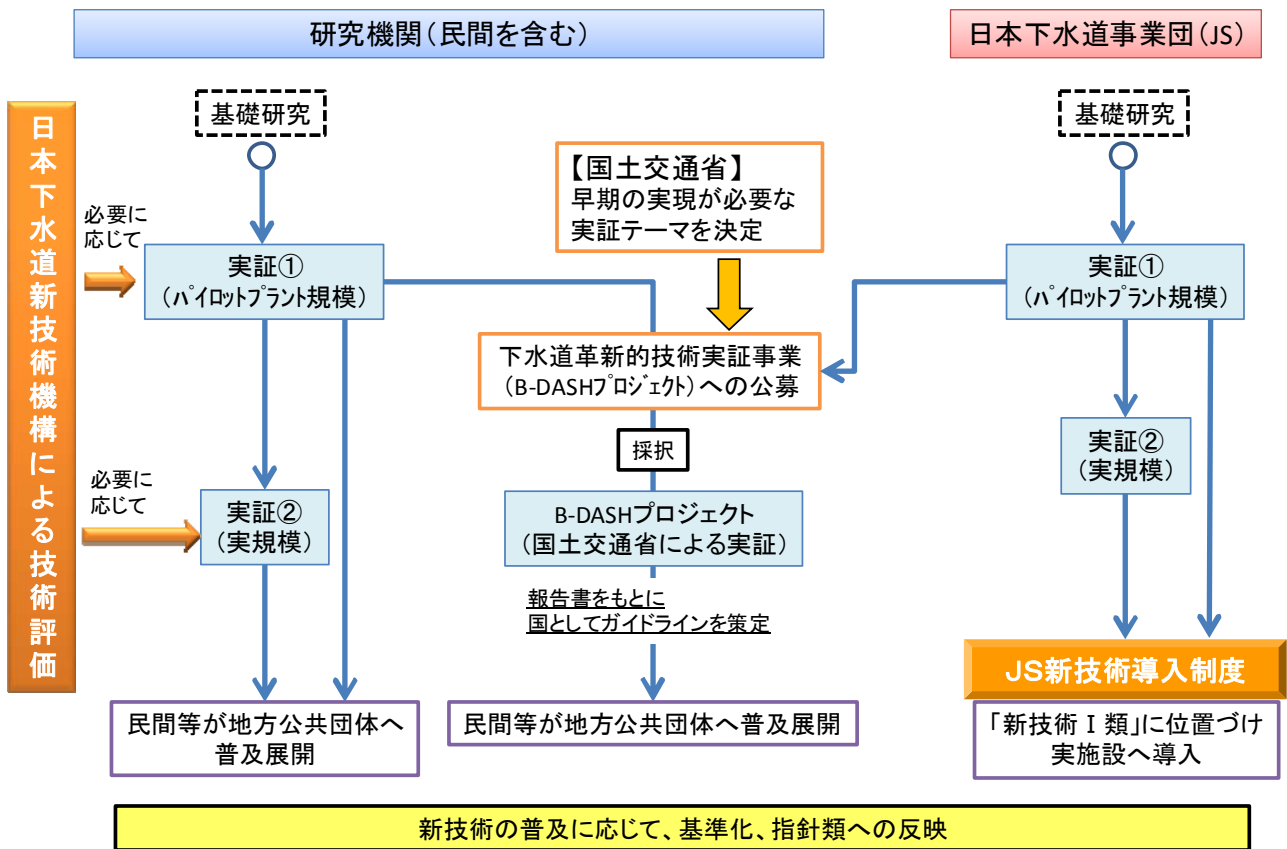 研究機関（民間を含む）
日本下水道事業団（JS）
日本下水道新技術機構による技術評価
基礎研究
必要に
応じて
実証①
（ﾊﾟｲﾛｯﾄﾌﾟﾗﾝﾄ規模）
必要に
応じて
実証②
（実規模）
民間等が地方公共団体へ
普及展開
【国土交通省】
早期の実現が必要な
実証テーマを決定
下水道革新的技術実証事業
（B-DASHﾌﾟﾛｼﾞｪｸﾄ）への公募
採択
B-DASHプロジェクト
（国土交通省による実証）
報告書をもとに
国としてガイドラインを策定
民間等が地方公共団体へ普及展開
基礎研究
実証①
（ﾊﾟｲﾛｯﾄﾌﾟﾗﾝﾄ規模）
実証②
（実規模）
ＪＳ新技術導入制度
「新技術Ⅰ類」に位置づけ
実施設へ導入
新技術の普及に応じて、基準化、指針類への反映